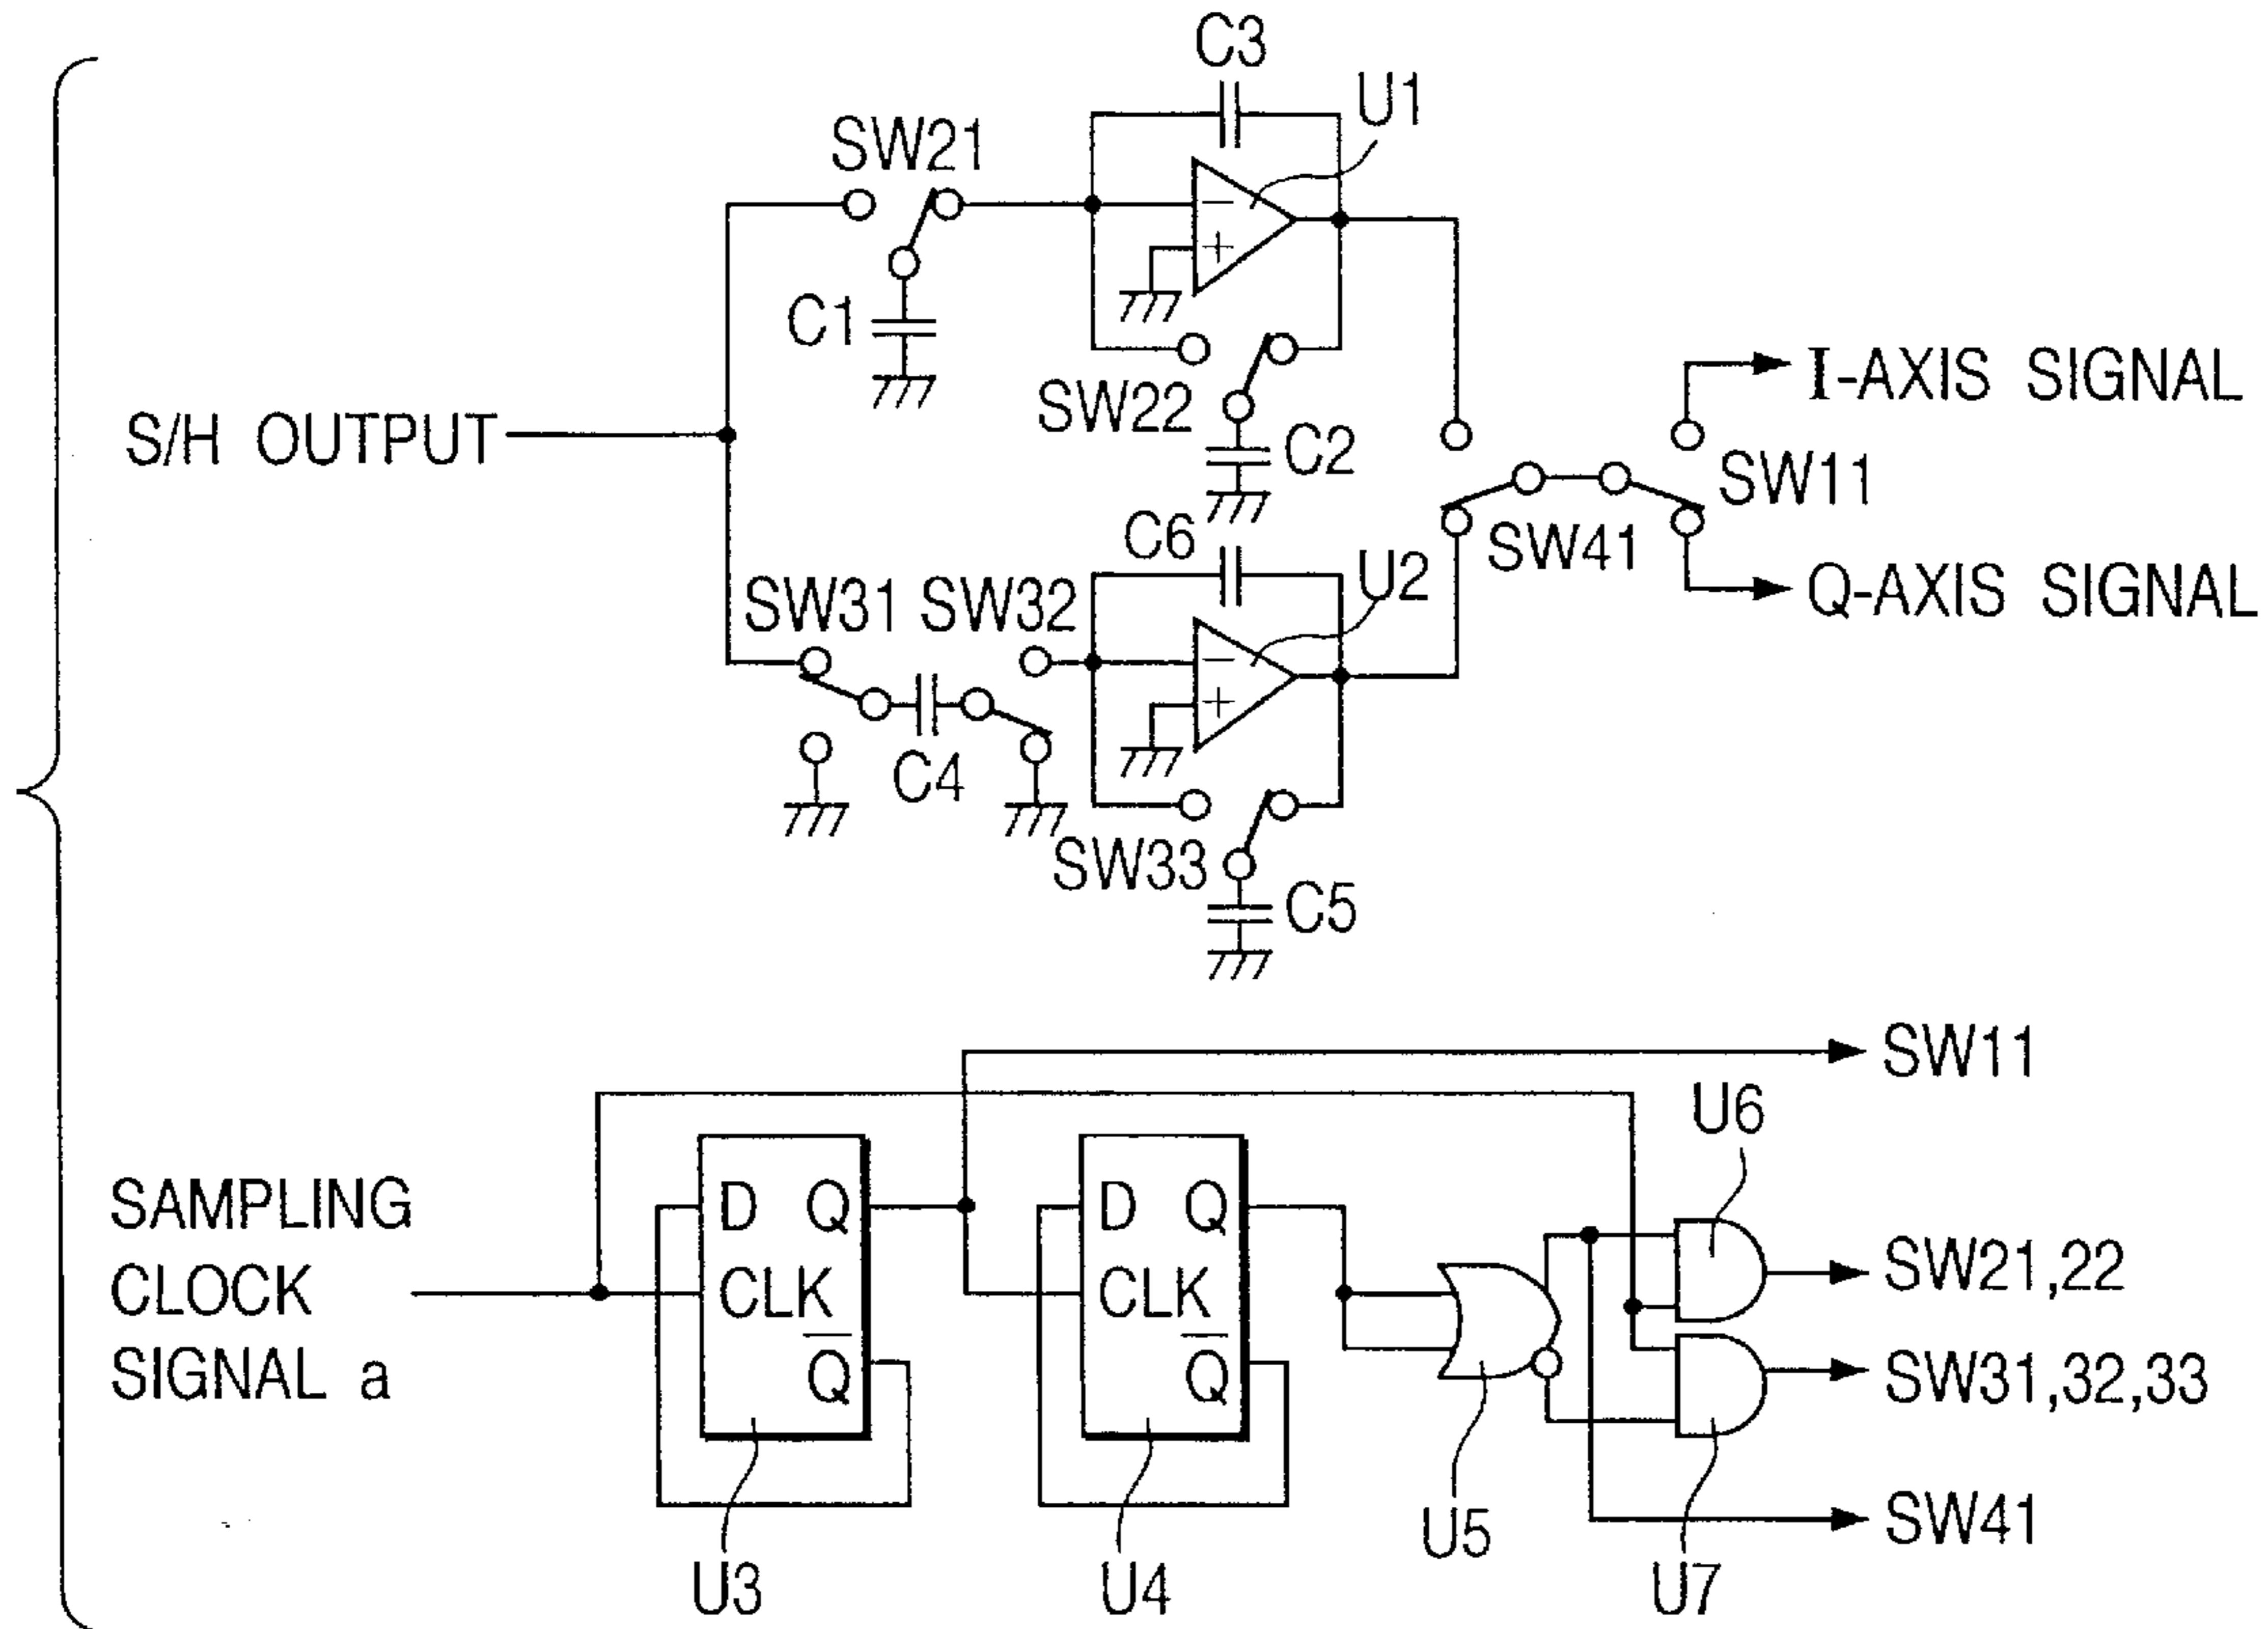 C3
U1
SW21
C1
SW22
C2
I-AXIS SIGNAL
S/H OUTPUT
SW11
C6
SW41
U2
Q-AXIS SIGNAL
SW31 SW32
C4
SW33
C5
−
+
−
+
SW11
U6
SAMPLING
CLOCK
SIGNAL a
D Q
CLK
Q̅
D Q
CLK
Q̅
SW21,22
SW31,32,33
SW41
U3
U4
U5
U7